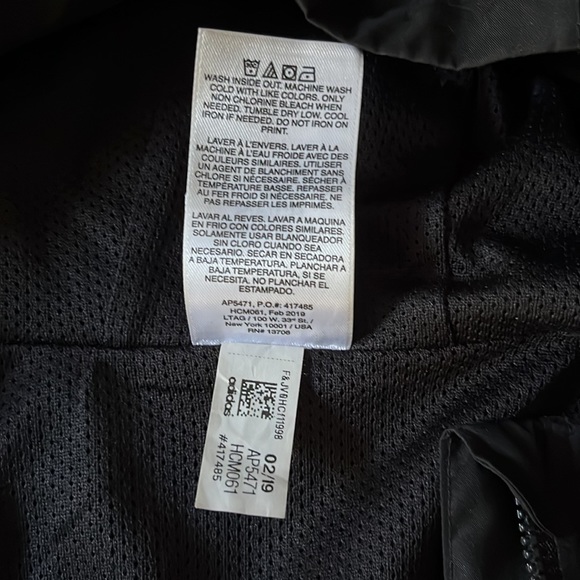 WASH INSIDE OUT. MACHINE WASH
COLD WITH LIKE COLORS. ONLY
NON CHLORINE BLEACH WHEN
NEEDED. TUMBLE DRY LOW. COOL
IRON IF NEEDED. DO NOT IRON ON
PRINT.
LAVER À L'ENVERS. LAVER À LA
MACHINE À L'EAU FROIDE AVEC DES
COULEURS SIMILAIRES. UTILISER
UN AGENT DE BLANCHIMENT SANS
CHLORE SI NÉCESSAIRE. SÉCHER À
TEMPÉRATURE BASSE. REPASSER
AU FER DOUX SI NÉCESSAIRE. NE
PAS REPASSER LES IMPRIMÉS.
LAVAR AL REVES. LAVAR A MAQUINA
EN FRIO CON COLORES SIMILARES.
SOLAMENTE USAR BLANQUEADOR
SIN CLORO CUANDO SEA
NECESARIO. SECAR EN SECADORA
A BAJA TEMPERATURA. PLANCHAR A
BAJA TEMPERATURA, SI SE
NECESITA. NO PLANCHAR EL
ESTAMPADO.
AP5471, P.O.#: 417485
HCM061, Feb 2019
LTAG / 100 W. 33rd St. /
New York 10001 / USA
RN# 13706
F&JV6HCf11998
adidas
02/19
AP5471
HCM061
#417485